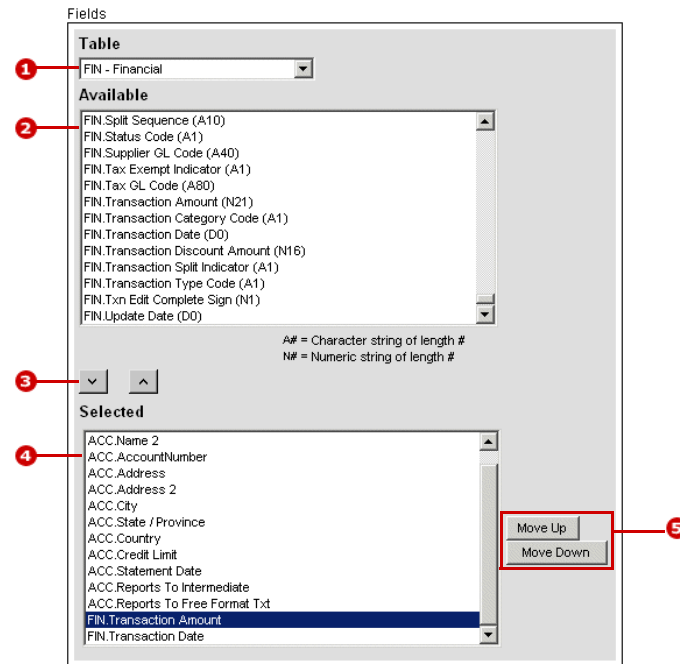 Fields
Table
1
FIN - Financial
Available
2
FIN.Split Sequence (A10)
FIN.Status Code (A1)
FIN.Supplier GL Code (A40)
FIN.Tax Exempt Indicator (A1)
FIN.Tax GL Code (A80)
FIN.Transaction Amount (N21)
FIN.Transaction Category Code (A1)
FIN.Transaction Date (D0)
FIN.Transaction Discount Amount (N16)
FIN.Transaction Split Indicator (A1)
FIN.Transaction Type Code (A1)
FIN.Txn Edit Complete Sign (N1)
FIN.Update Date (D0)
A# = Character string of length #
N# = Numeric string of length #
3
Selected
4
ACC.Name 2
ACC.AccountNumber
ACC.Address
ACC.Address 2
ACC.City
ACC.State / Province
ACC.Country
ACC.Credit Limit
ACC.Statement Date
ACC.Reports To Intermediate
ACC.Reports To Free Format Txt
FIN.Transaction Amount
FIN.Transaction Date
Move Up
Move Down
5